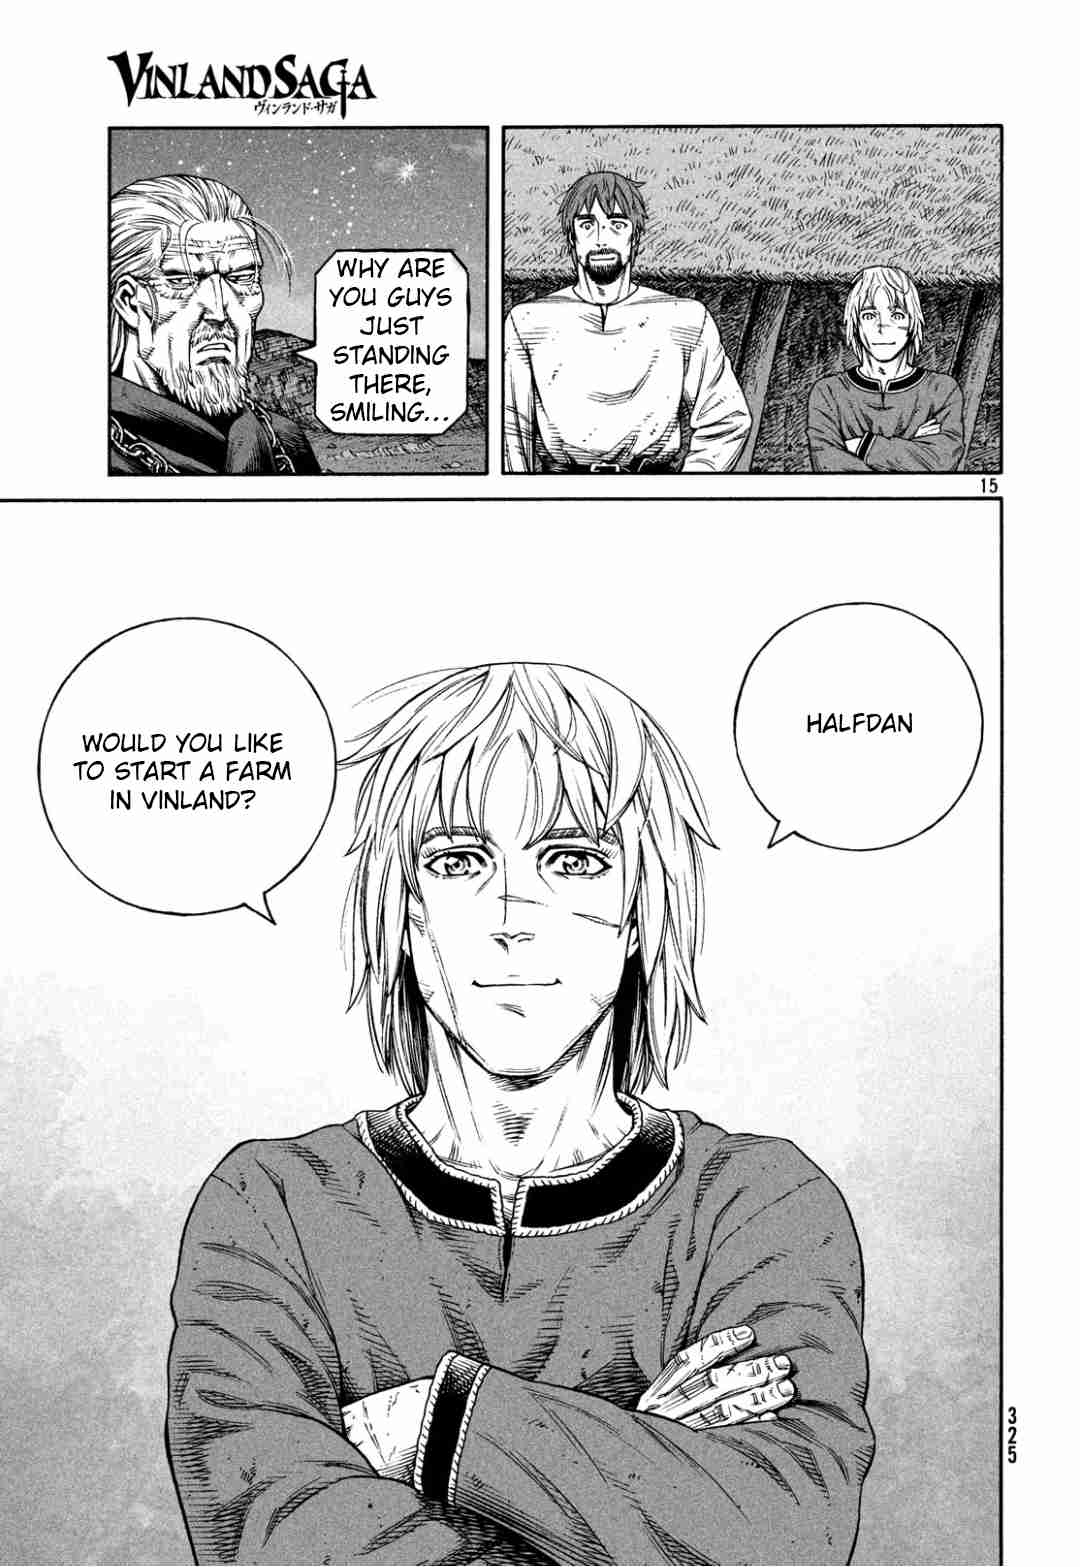 VINLAND SAGA
ヴィンランド・サガ
WHY ARE
YOU GUYS
JUST
STANDING
THERE,
SMILING...
15
HALFDAN
WOULD YOU LIKE
TO START A FARM
IN VINLAND?
325